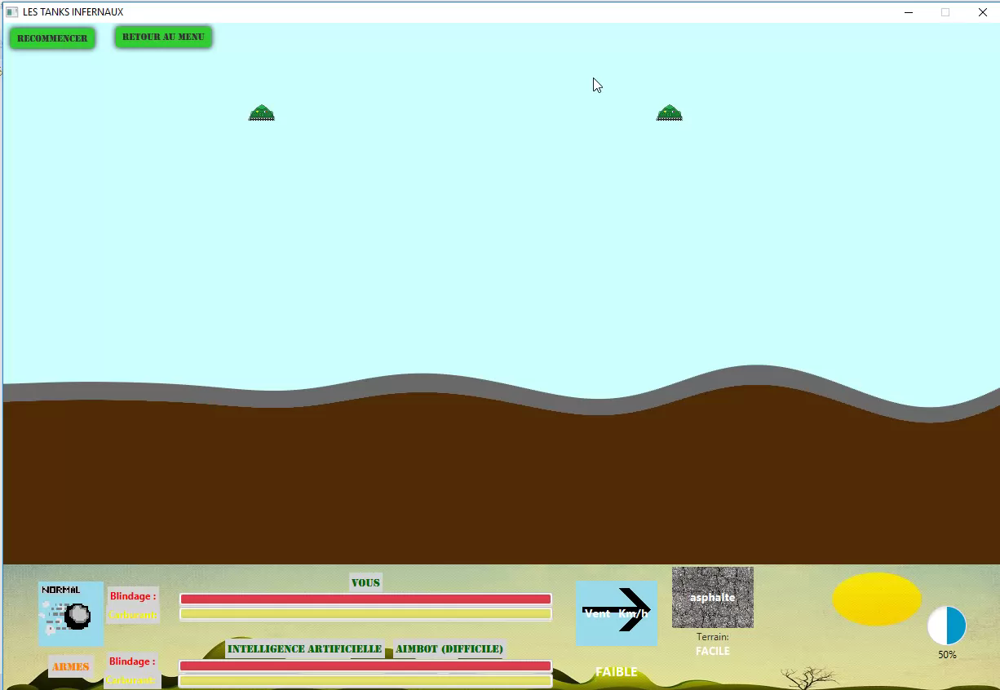 LES TANKS INFERNAUX
RECOMMENCER
RETOUR AU MENU
NORMAL
Blindage :
Carburant:
VOUS
Vent Km/h
asphalte
Terrain:
FACILE
50%
INTELLIGENCE ARTIFICIELLE
AIMBOT (DIFFICILE)
ARMES
Blindage :
Carburant:
FAIBLE